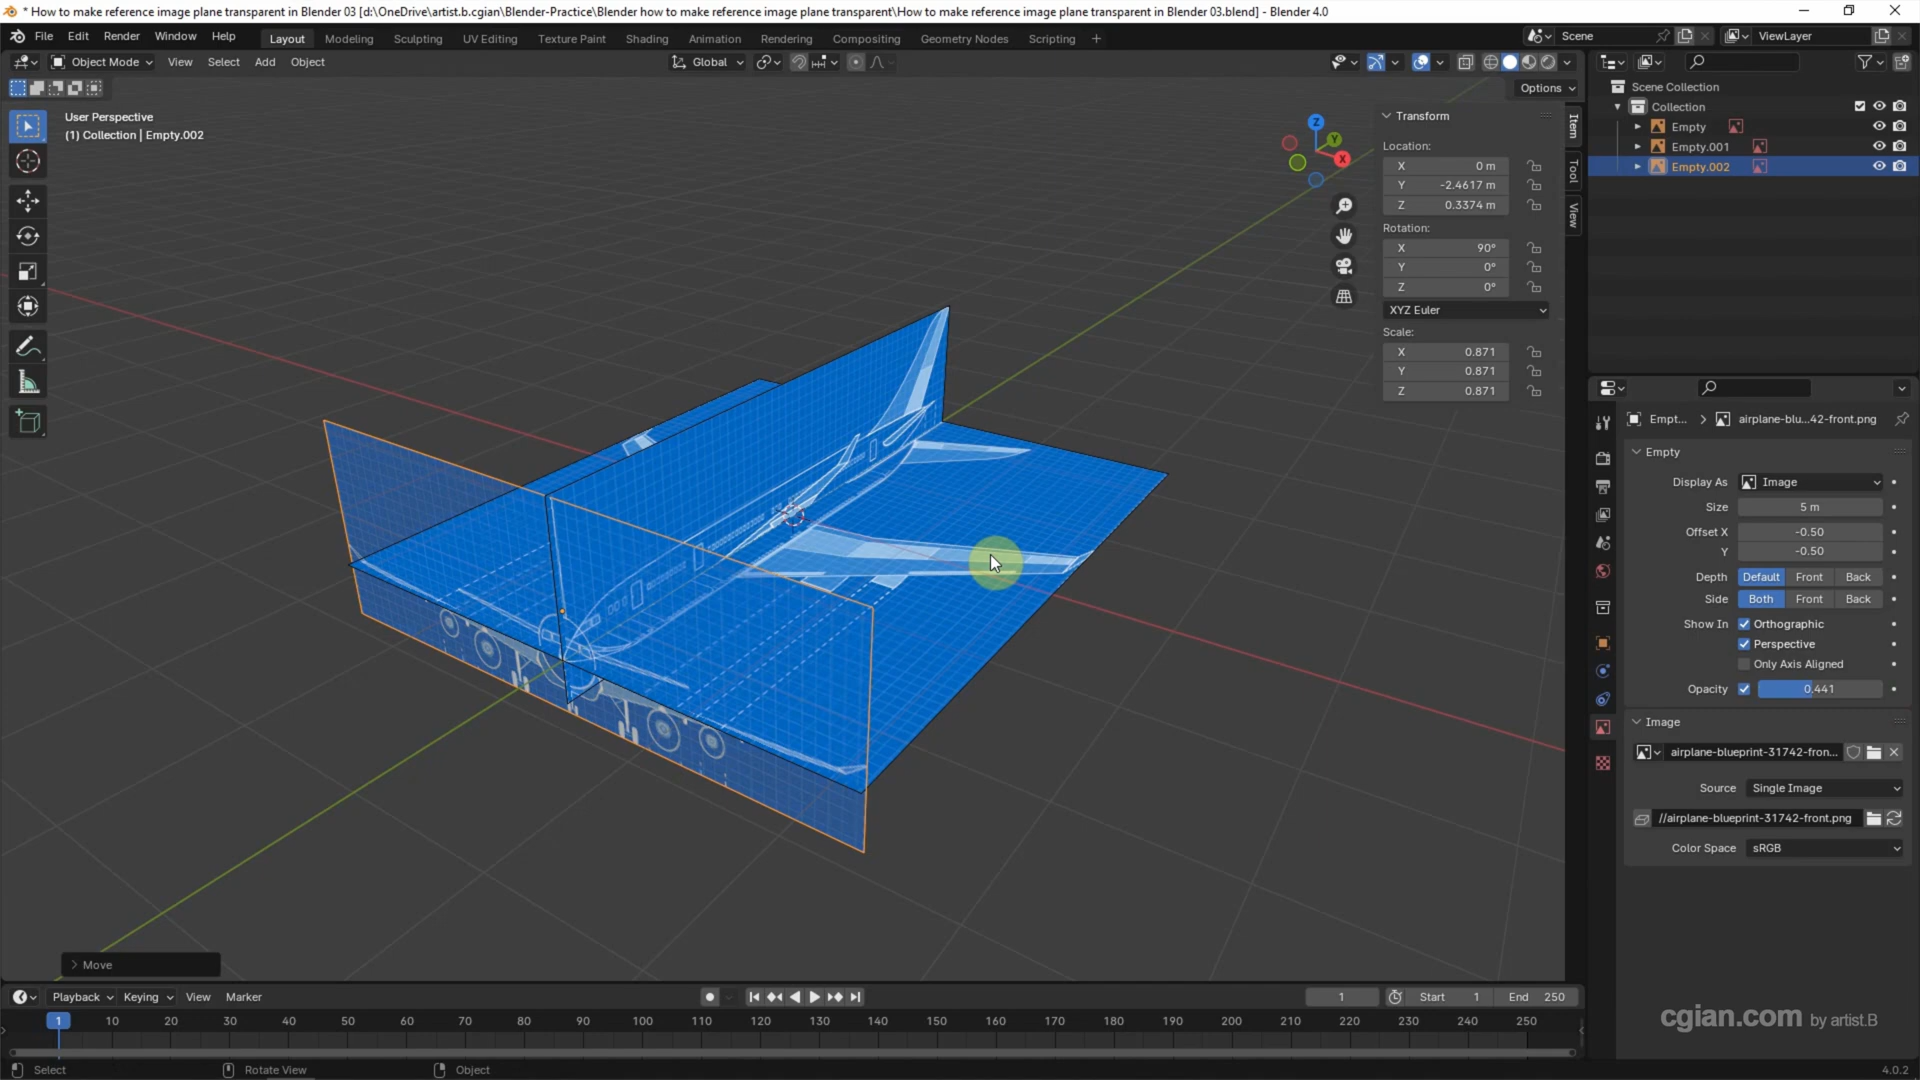 * How to make reference image plane transparent in Blender 03 [d:\OneDrive\artist.b.cgian\Blender-Practice\Blender how to make reference image plane transparent\How to make reference image plane transparent in Blender 03.blend] - Blender 4.0
File Edit Render Window Help
Layout Modeling Sculpting UV Editing Texture Paint Shading Animation Rendering Compositing Geometry Nodes Scripting +
Scene
ViewLayer
Object Mode View Select Add Object
Global
Options
User Perspective
(1) Collection | Empty.002
Z
Y
X
Transform
Location:
X 0 m
Y -2.4617 m
Z 0.3374 m
Rotation:
X 90°
Y 0°
Z 0°
XYZ Euler
Scale:
X 0.871
Y 0.871
Z 0.871
Item
Tool
View
Scene Collection
Collection
Empty
Empty.001
Empty.002
Empt... > airplane-blu...42-front.png
Empty
Display As Image
Size 5 m
Offset X -0.50
Y -0.50
Depth Default Front Back
Side Both Front Back
Show In Orthographic
Perspective
Only Axis Aligned
Opacity 0.441
Image
airplane-blueprint-31742-fron...
Source Single Image
//airplane-blueprint-31742-front.png
Color Space sRGB
Move
Playback Keying View Marker
1
Start 1
End 250
1 10 20 30 40 50 60 70 80 90 100 110 120 130 140 150 160 170 180 190 200 210 220 230 240 250
cgian.com by artist.B
Select Rotate View Object
4.0.2